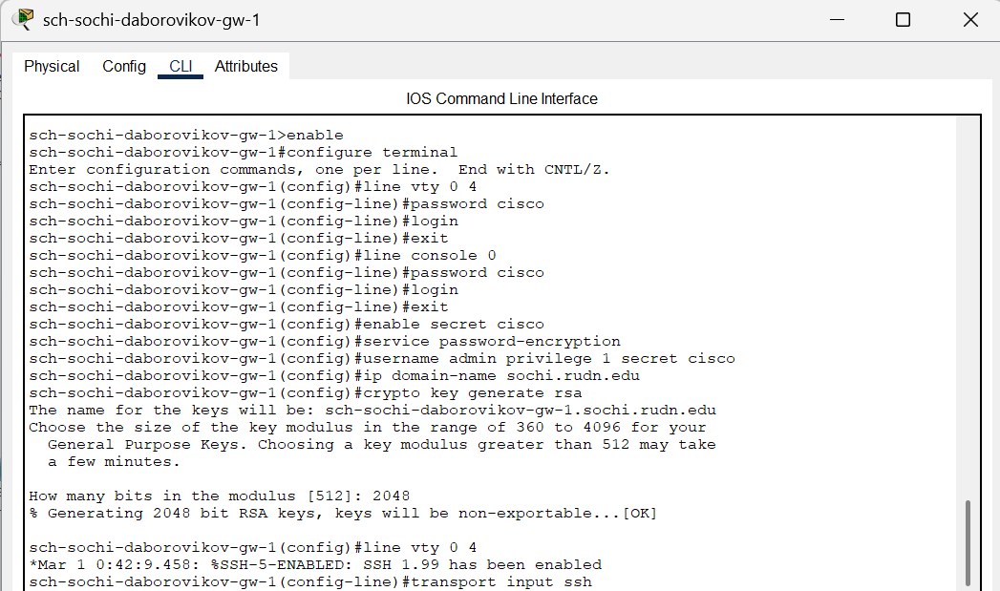 sch-sochi-daborovikov-gw-1
Physical Config CLI Attributes
IOS Command Line Interface
sch-sochi-daborovikov-gw-1>enable
sch-sochi-daborovikov-gw-1#configure terminal
Enter configuration commands, one per line.  End with CNTL/Z.
sch-sochi-daborovikov-gw-1(config)#line vty 0 4
sch-sochi-daborovikov-gw-1(config-line)#password cisco
sch-sochi-daborovikov-gw-1(config-line)#login
sch-sochi-daborovikov-gw-1(config-line)#exit
sch-sochi-daborovikov-gw-1(config)#line console 0
sch-sochi-daborovikov-gw-1(config-line)#password cisco
sch-sochi-daborovikov-gw-1(config-line)#login
sch-sochi-daborovikov-gw-1(config-line)#exit
sch-sochi-daborovikov-gw-1(config)#enable secret cisco
sch-sochi-daborovikov-gw-1(config)#service password-encryption
sch-sochi-daborovikov-gw-1(config)#username admin privilege 1 secret cisco
sch-sochi-daborovikov-gw-1(config)#ip domain-name sochi.rudn.edu
sch-sochi-daborovikov-gw-1(config)#crypto key generate rsa
The name for the keys will be: sch-sochi-daborovikov-gw-1.sochi.rudn.edu
Choose the size of the key modulus in the range of 360 to 4096 for your
  General Purpose Keys. Choosing a key modulus greater than 512 may take
  a few minutes.
How many bits in the modulus [512]: 2048
% Generating 2048 bit RSA keys, keys will be non-exportable...[OK]
sch-sochi-daborovikov-gw-1(config)#line vty 0 4
*Mar 1 0:42:9.458: %SSH-5-ENABLED: SSH 1.99 has been enabled
sch-sochi-daborovikov-gw-1(config-line)#transport input ssh